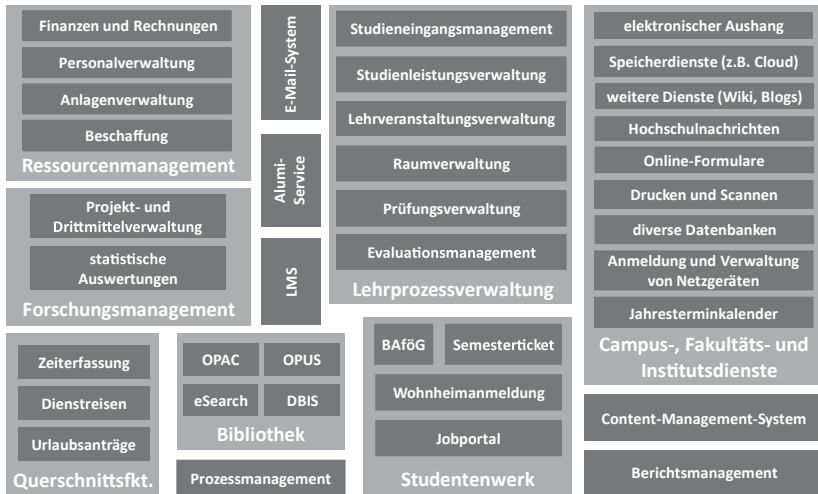 Finanzen und Rechnungen
Personalverwaltung
Anlagenverwaltung
Beschaffung
Ressourcenmanagement
Projekt- und
Drittmittelverwaltung
statistische
Auswertungen
Forschungsmanagement
Zeiterfassung
Dienstreisen
Urlaubsanträge
Querschnittsfkt.
E-Mail-System
Alumi-
Service
LMS
OPAC
OPUS
eSearch
DBIS
Bibliothek
Prozessmanagement
Studieneingangsmanagement
Studienleistungsverwaltung
Lehrveranstaltungsverwaltung
Raumverwaltung
Prüfungsverwaltung
Evaluationsmanagement
Lehrprozessverwaltung
BAföG
Semesterticket
Wohnheimanmeldung
Jobportal
Studentenwerk
elektronischer Aushang
Speicherdienste (z.B. Cloud)
weitere Dienste (Wiki, Blogs)
Hochschulnachrichten
Online-Formulare
Drucken und Scannen
diverse Datenbanken
Anmeldung und Verwaltung
von Netzgeräten
Jahresterminkalender
Campus-, Fakultäts- und
Institutsdienste
Content-Management-System
Berichtsmanagement